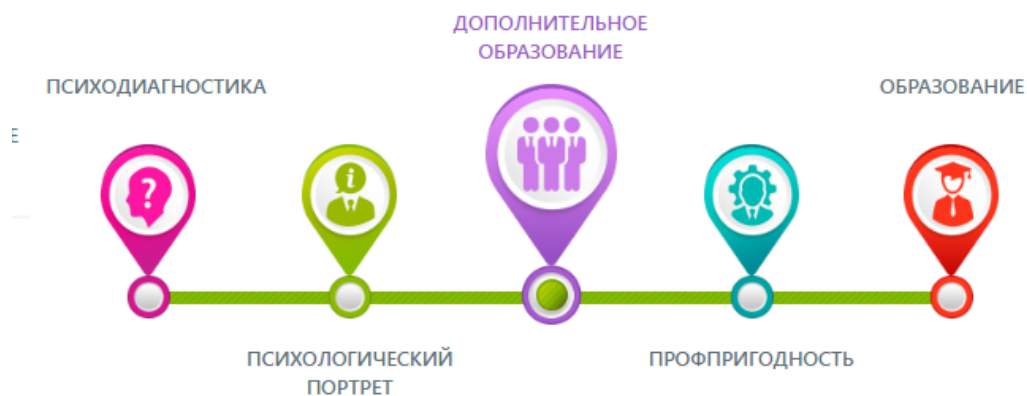 ДОПОЛНИТЕЛЬНОЕ
ОБРАЗОВАНИЕ
ПСИХОДИАГНОСТИКА
ОБРАЗОВАНИЕ
Е
?
i
ПСИХОЛОГИЧЕСКИЙ
ПОРТРЕТ
ПРОФПРИГОДНОСТЬ